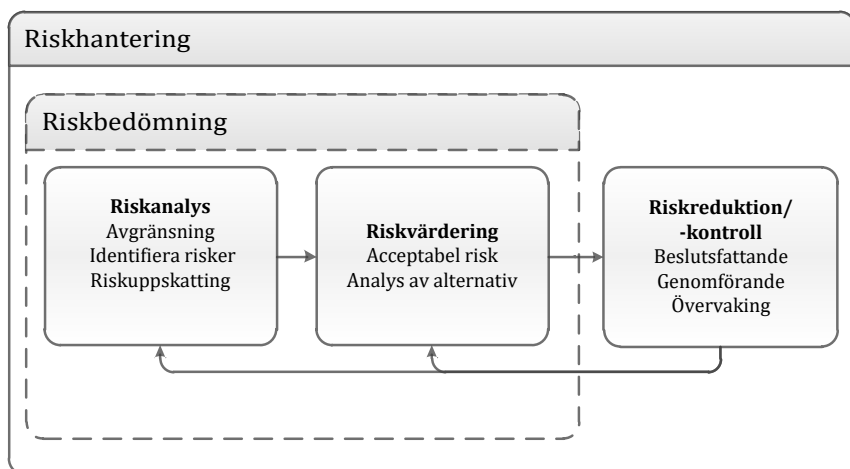 Riskhantering
Riskbedömning
Riskanalys
Avgränsning
Identifiera risker
Riskuppskatting
Riskvärdering
Acceptabel risk
Analys av alternativ
Riskreduktion/
-kontroll
Beslutsfattande
Genomförande
Övervaking